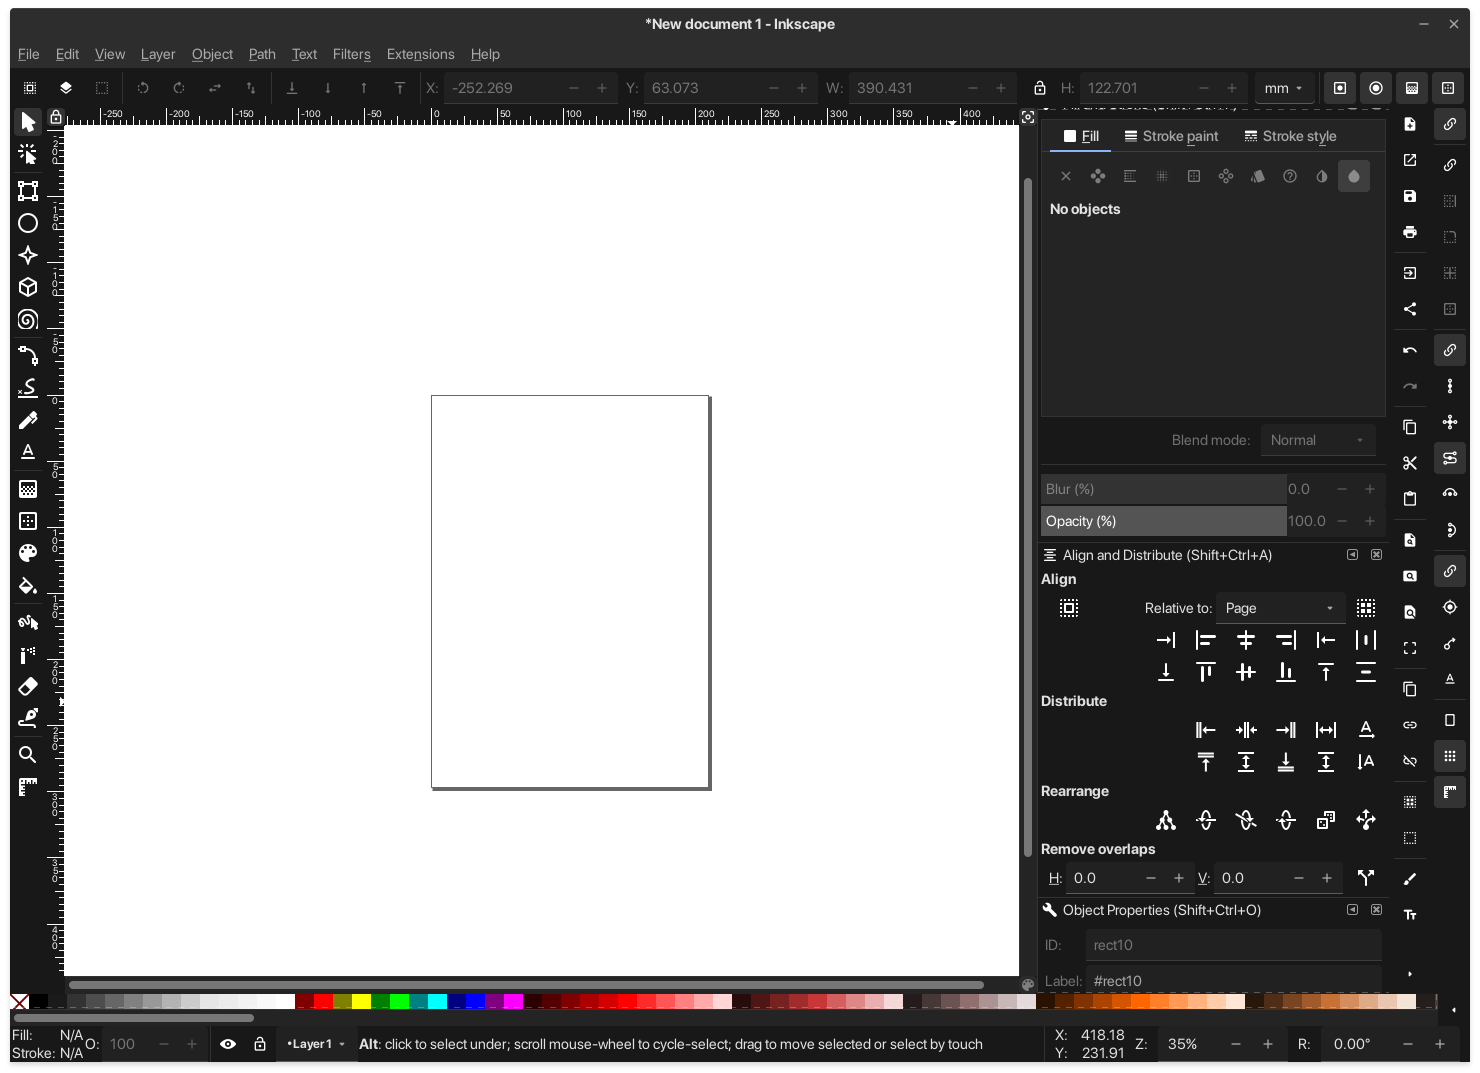 *New document 1 - Inkscape
File Edit View Layer Object Path Text Filters Extensions Help
X: -252.269 Y: 63.073 W: 390.431 H: 122.701 mm
-250 -200 -150 -100 -50 0 50 100 150 200 250 300 350 400
Fill Stroke paint Stroke style
No objects
Blend mode: Normal
Blur (%) 0.0
Opacity (%) 100.0
Align and Distribute (Shift+Ctrl+A)
Align
Relative to: Page
Distribute
Rearrange
Remove overlaps
H: 0.0 V: 0.0
Object Properties (Shift+Ctrl+O)
ID: rect10
Label: #rect10
Fill: N/A
Stroke: N/A
O: 100
•Layer 1
Alt: click to select under; scroll mouse-wheel to cycle-select; drag to move selected or select by touch
X: 418.18
Y: 231.91
Z: 35%
R: 0.00°